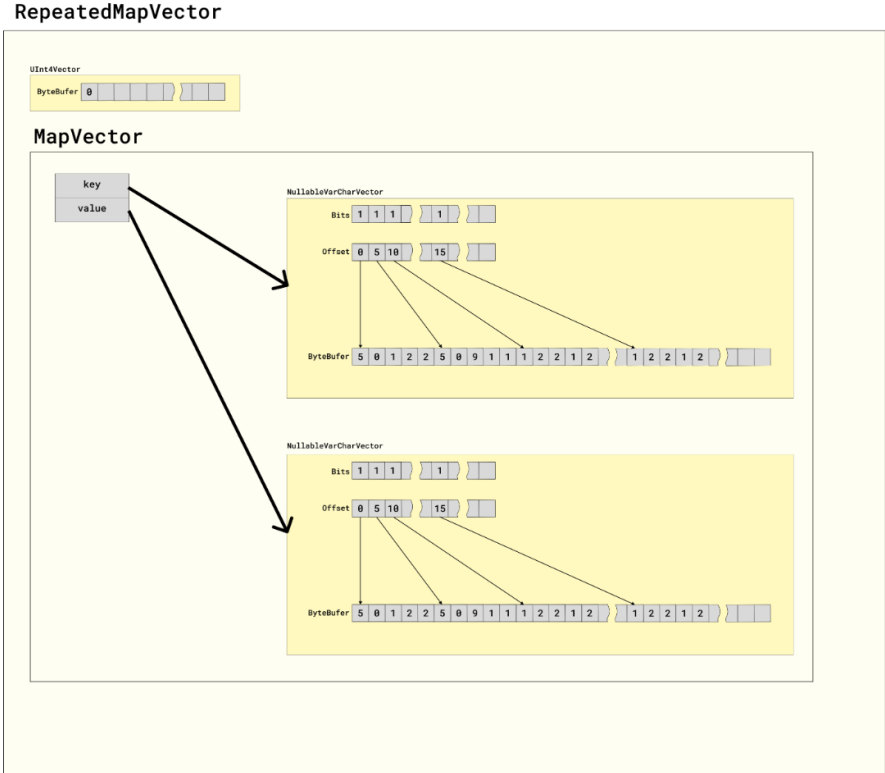 RepeatedMapVector
UInt4Vector
ByteBufer 0
MapVector
key
value
NullableVarCharVector
Bits 1 1 1 1
Offset 0 5 10 15
ByteBufer 5 0 1 2 2 5 0 9 1 1 1 2 2 1 2 1 2 2 1 2
NullableVarCharVector
Bits 1 1 1 1
Offset 0 5 10 15
ByteBufer 5 0 1 2 2 5 0 9 1 1 1 2 2 1 2 1 2 2 1 2